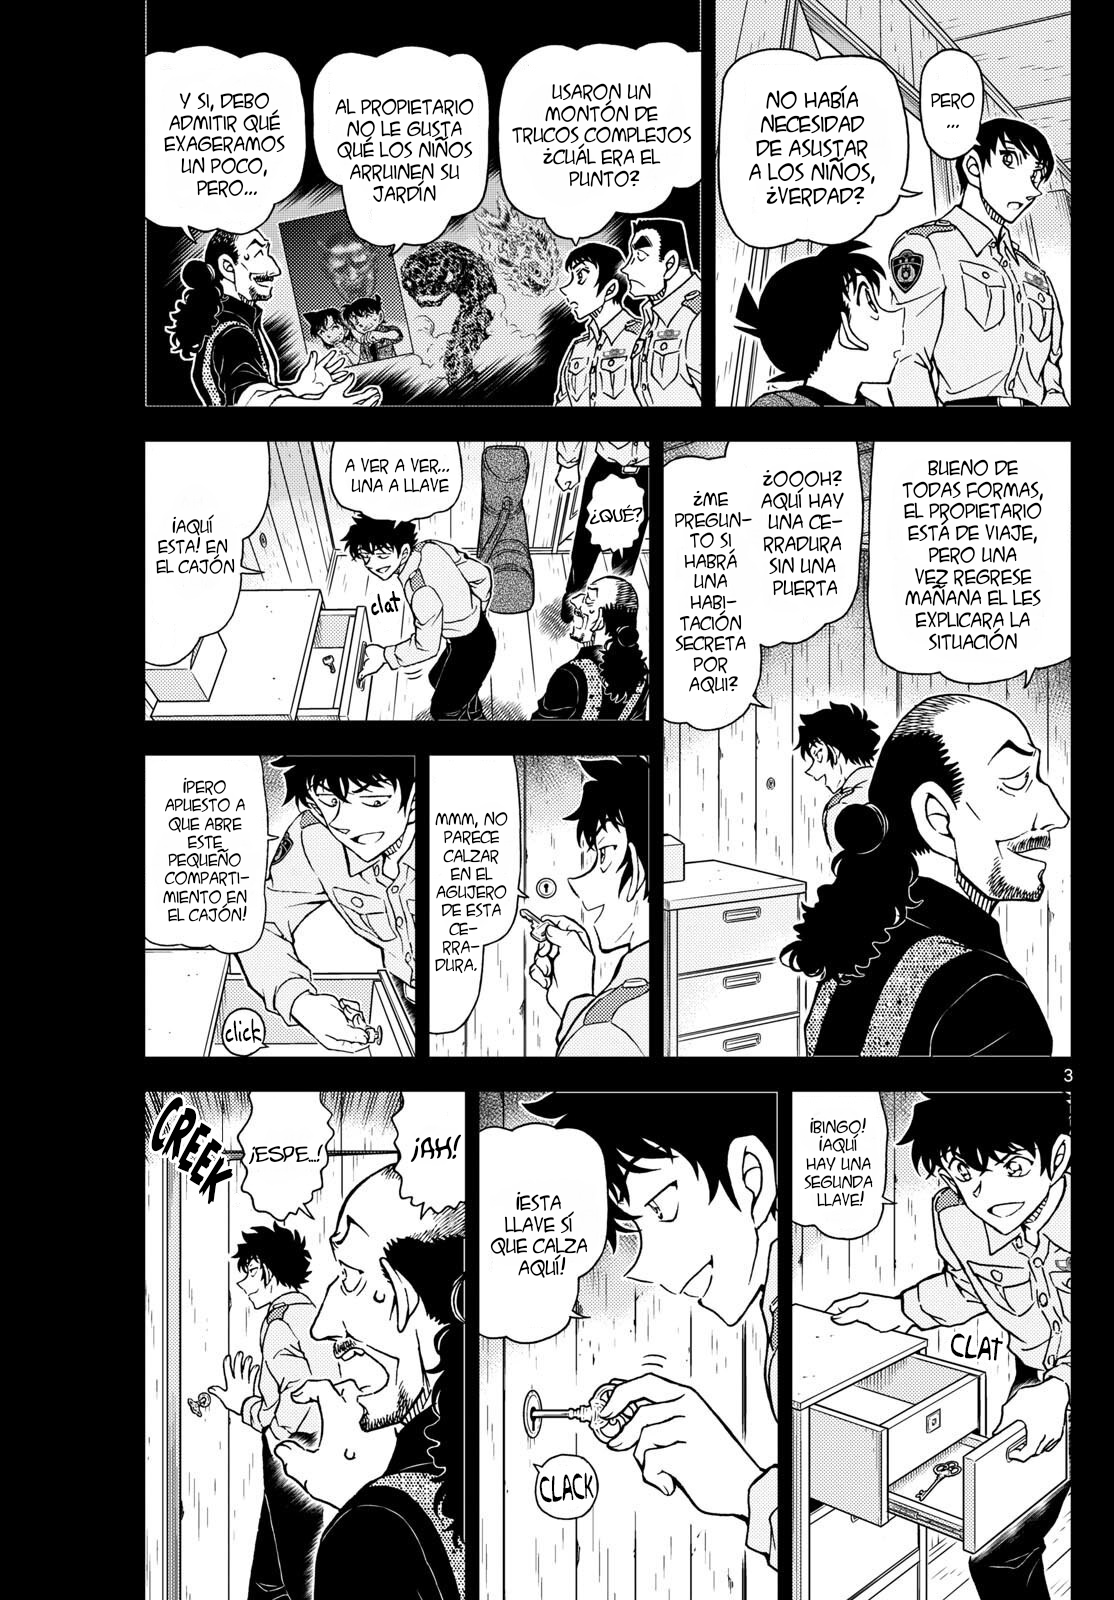 PERO
...
NO HABÍA
NECESIDAD
DE ASUSTAR
A LOS NIÑOS,
¿VERDAD?
USARON UN
MONTÓN DE
TRUCOS COMPLEJOS
¿CUÁL ERA EL
PUNTO?
AL PROPIETARIO
NO LE GUSTA
QUÉ LOS NIÑOS
ARRUINEN SU
JARDÍN
Y SI, DEBO
ADMITIR QUÉ
EXAGERAMOS
UN POCO,
PERO...
BUENO DE
TODAS FORMAS,
EL PROPIETARIO
ESTÁ DE VIAJE,
PERO UNA
VEZ REGRESE
MAÑANA EL LES
EXPLICARA LA
SITUACIÓN
¿OOOH?
AQUÍ HAY
UNA CE-
RRADURA
SIN UNA
PUERTA
¿ME
PREGUN-
TO SI
HABRÁ
UNA
HABI-
TACIÓN
SECRETA
POR
AQUI?
¿QUÉ?
A VER A VER...
UNA A LLAVE
clat
¡AQUÍ
ESTA! EN
EL CAJÓN
MMM, NO
PARECE
CALZAR
EN EL
AGUJERO
DE ESTA
CE-
RRADU-
RA.
¡PERO
APUESTO A
QUE ABRE
ESTE
PEQUEÑO
COMPARTI-
MIENTO EN
EL CAJÓN!
click
3
¡BINGO!
¡AQUÍ
HAY UNA
SEGUNDA
LLAVE!
CLAT
¡ESTA
LLAVE SÍ
QUE CALZA
AQUÍ!
CLACK
¡AH!
¡ESPE...!
CREEK